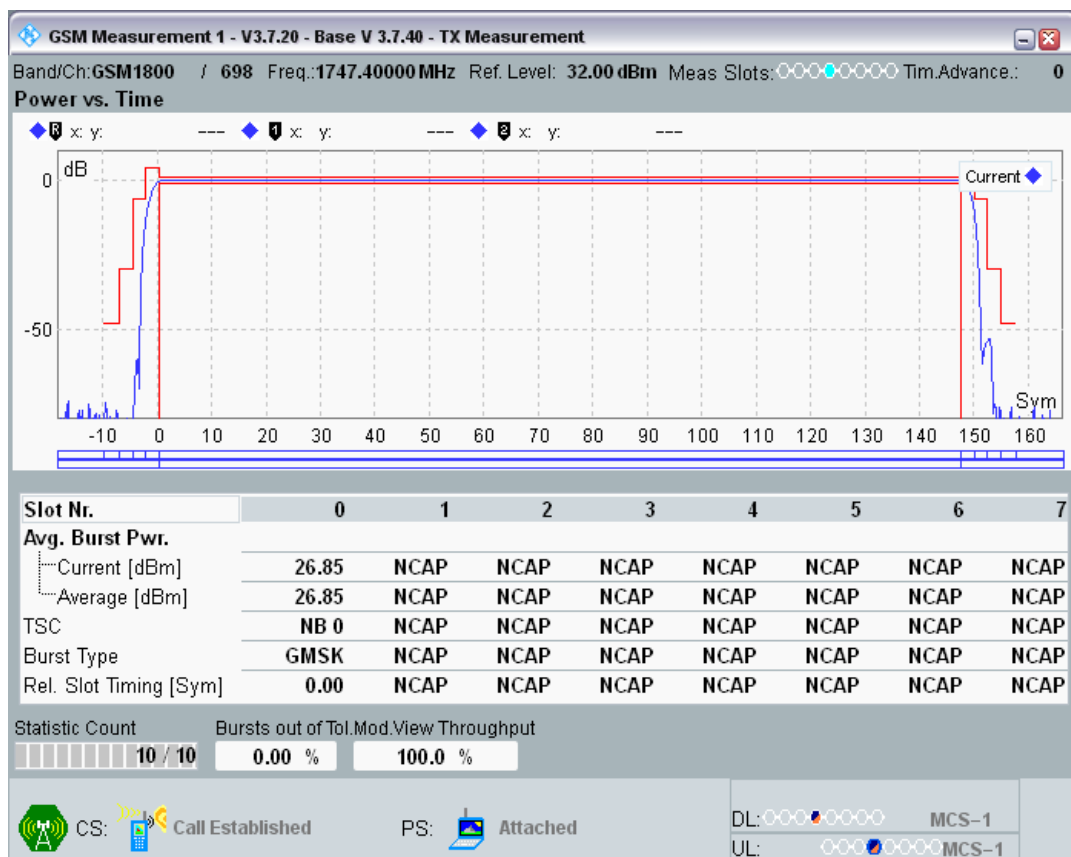 GSM Measurement 1 - V3.7.20 - Base V 3.7.40 - TX Measurement
Band/Ch:GSM1800 / 698 Freq.:1747.40000 MHz Ref. Level: 32.00 dBm Meas Slots: Tim.Advance.: 0
Power vs. Time
R x: y: --- 1 x: y: --- 2 x: y: ---
dB
Current
0
-50
Sym
-10 0 10 20 30 40 50 60 70 80 90 100 110 120 130 140 150 160
Slot Nr. 0 1 2 3 4 5 6 7
Avg. Burst Pwr.
Current [dBm] 26.85 NCAP NCAP NCAP NCAP NCAP NCAP NCAP
Average [dBm] 26.85 NCAP NCAP NCAP NCAP NCAP NCAP NCAP
TSC NB 0 NCAP NCAP NCAP NCAP NCAP NCAP NCAP
Burst Type GMSK NCAP NCAP NCAP NCAP NCAP NCAP NCAP
Rel. Slot Timing [Sym] 0.00 NCAP NCAP NCAP NCAP NCAP NCAP NCAP
Statistic Count Bursts out of Tol.Mod.View Throughput
10 / 10 0.00 % 100.0 %
CS: Call Established PS: Attached
DL: MCS-1
UL: MCS-1